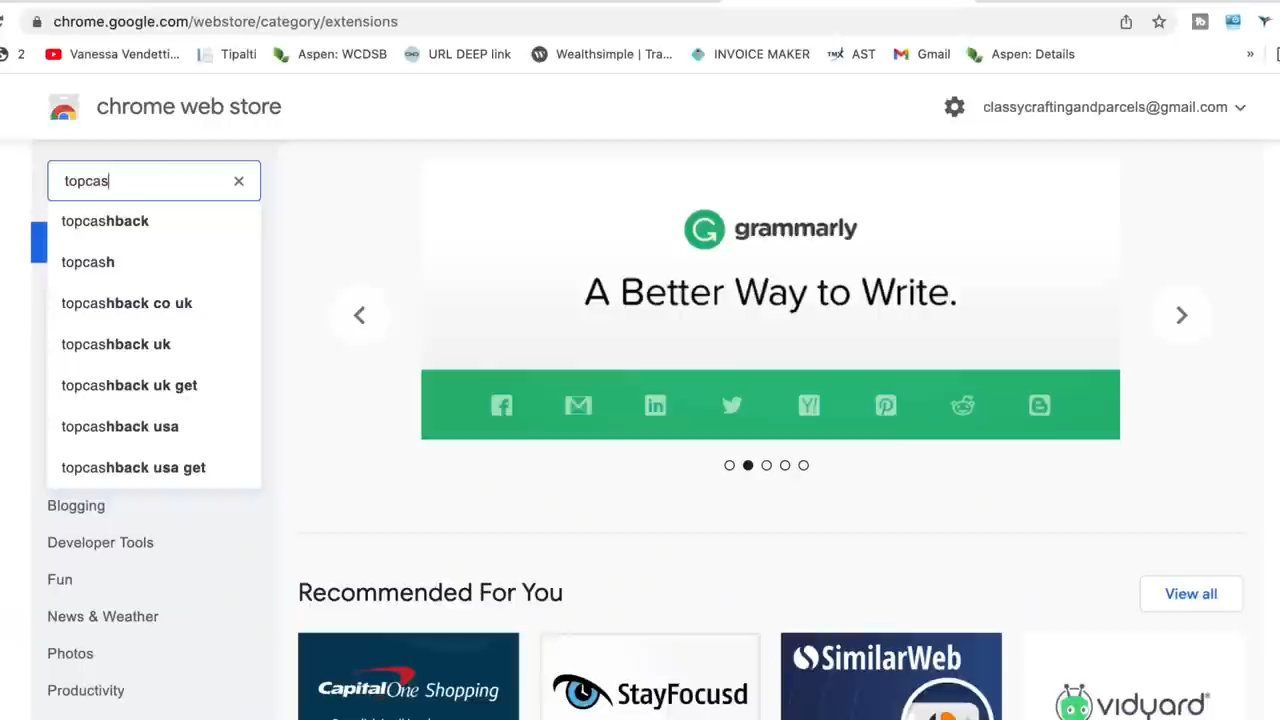 chrome.google.com/webstore/category/extensions
2 Vanessa Vendetti... Tipalti Aspen: WCDSB URL DEEP link Wealthsimple | Tra... INVOICE MAKER TMX AST Gmail Aspen: Details »
chrome web store
classycraftingandparcels@gmail.com
topcas
topcashback
topcash
topcashback co uk
topcashback uk
topcashback uk get
topcashback usa
topcashback usa get
Blogging
Developer Tools
Fun
News & Weather
Photos
Productivity
grammarly
A Better Way to Write.
Recommended For You
View all
Capital One Shopping
StayFocusd
SimilarWeb
vidyard